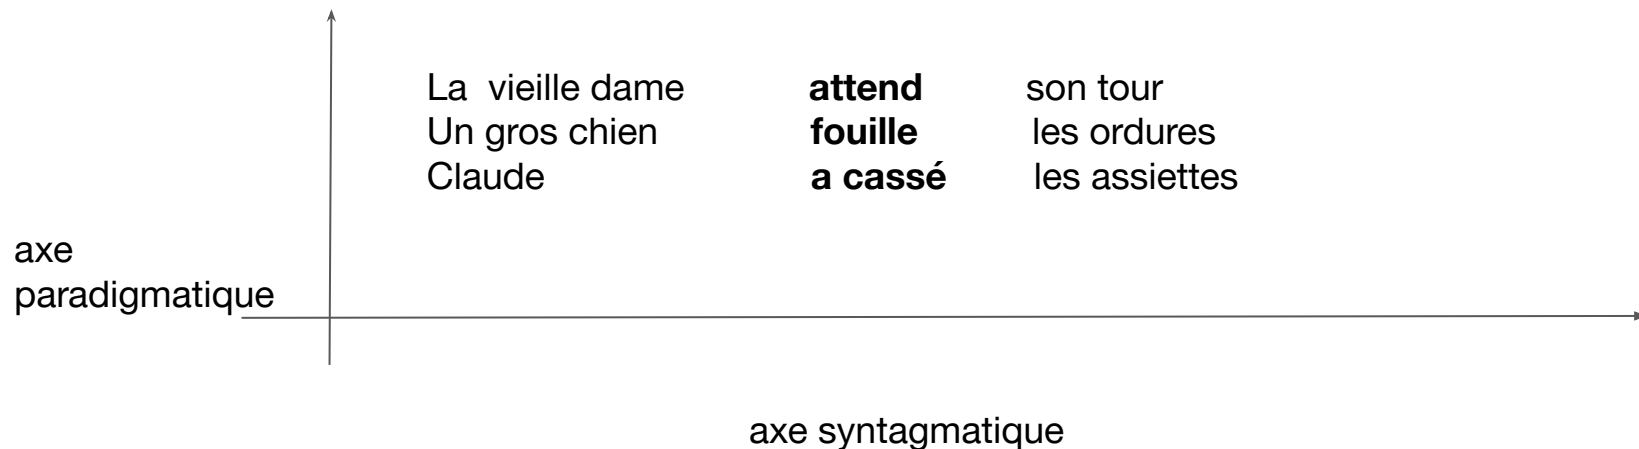 La vieille dame attend son tour
Un gros chien fouille les ordures
Claude a cassé les assiettes
axe
paradigmatique
axe syntagmatique